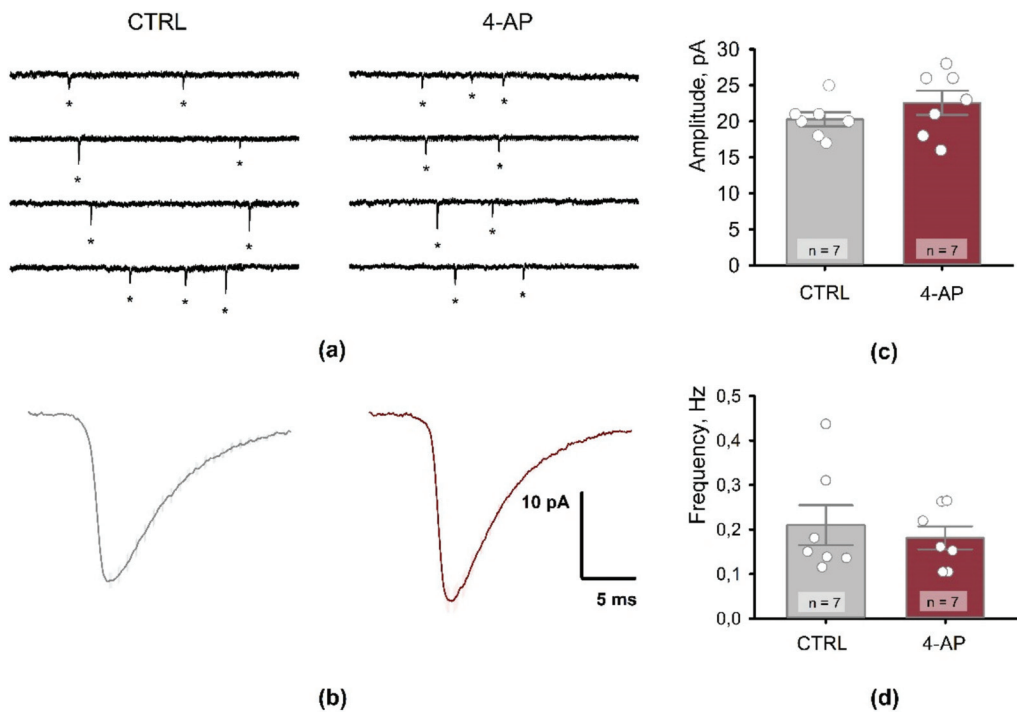 CTRL
4-AP
* *
* * *
* *
* *
* *
* *
* * *
* *
(a)
Amplitude, pA
30
25
20
15
10
5
0
n = 7
n = 7
CTRL
4-AP
(c)
10 pA
5 ms
(b)
Frequency, Hz
0,5
0,4
0,3
0,2
0,1
0,0
n = 7
n = 7
CTRL
4-AP
(d)